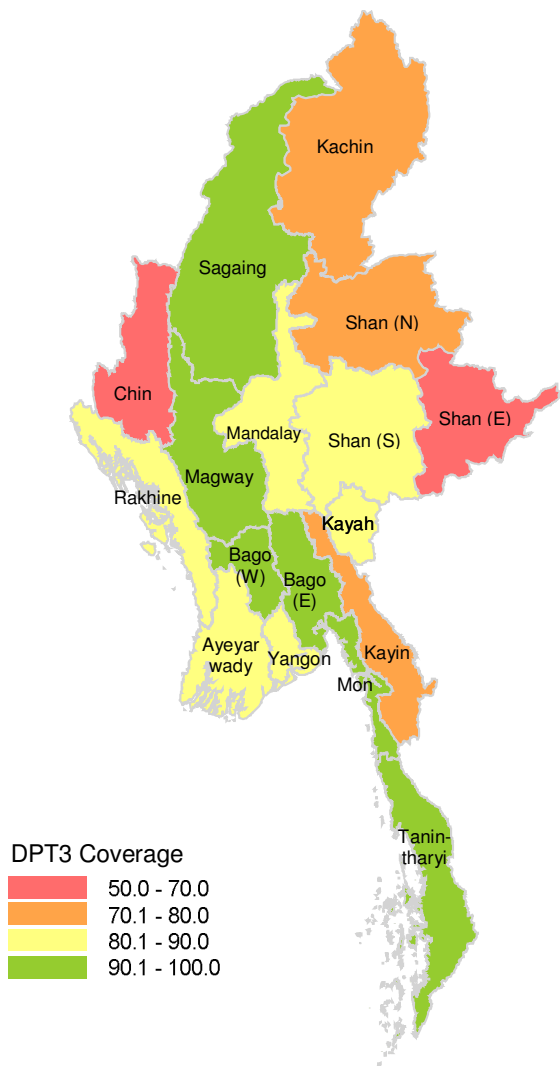 Kachin
Sagaing
Shan (N)
Chin
Shan (E)
Mandalay
Shan (S)
Magway
Rakhine
Kayah
Bago
(W)
Bago
(E)
Ayeyar
wady
Yangon
Kayin
Mon
Tanin-
tharyi
DPT3 Coverage
50.0 - 70.0
70.1 - 80.0
80.1 - 90.0
90.1 - 100.0